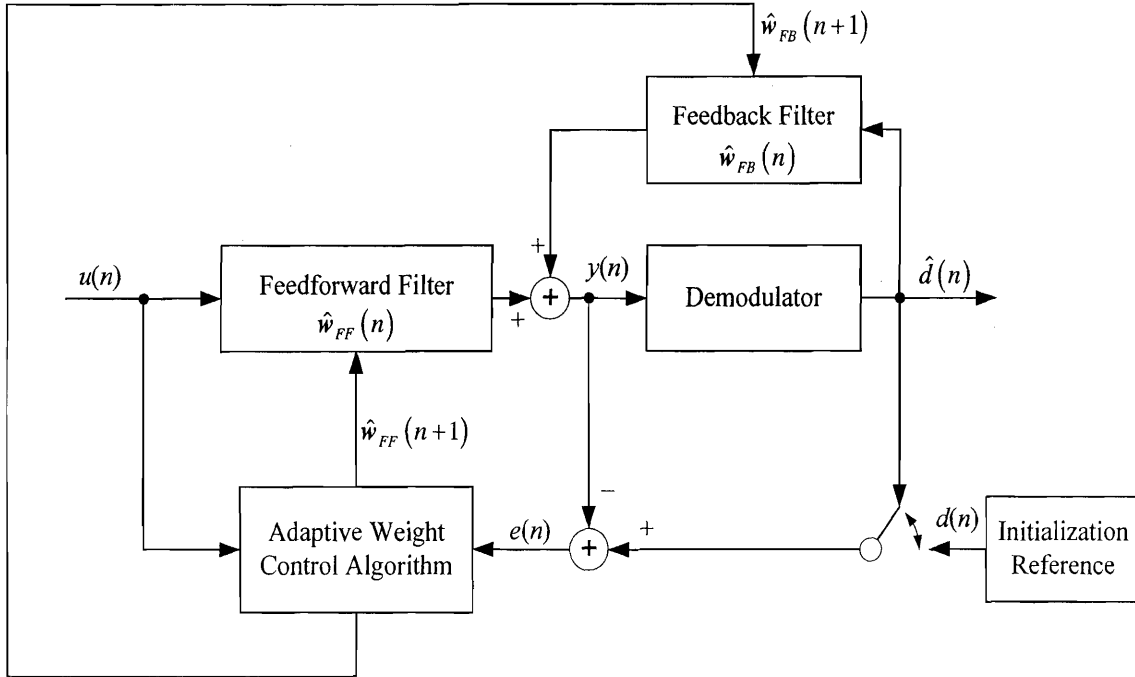 ŵ_FB(n+1)
Feedback Filter
ŵ_FB(n)
+
u(n)
Feedforward Filter
ŵ_FF(n)
+
+
y(n)
Demodulator
d̂(n)
ŵ_FF(n+1)
−
Adaptive Weight
Control Algorithm
e(n)
+
+
d(n)
Initialization
Reference